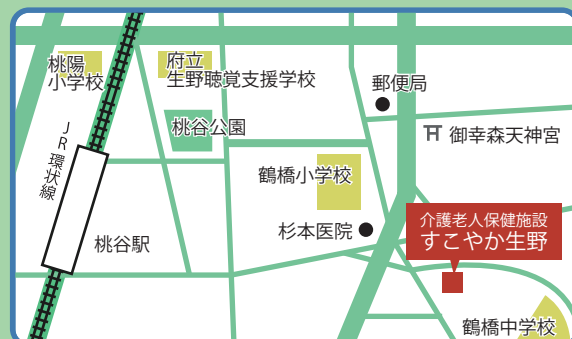 桃陽
小学校
府立
生野聴覚支援学校
郵便局
桃谷公園
御幸森天神宮
JR環状線
鶴橋小学校
介護老人保健施設
すこやか生野
杉本医院
桃谷駅
鶴橋中学校